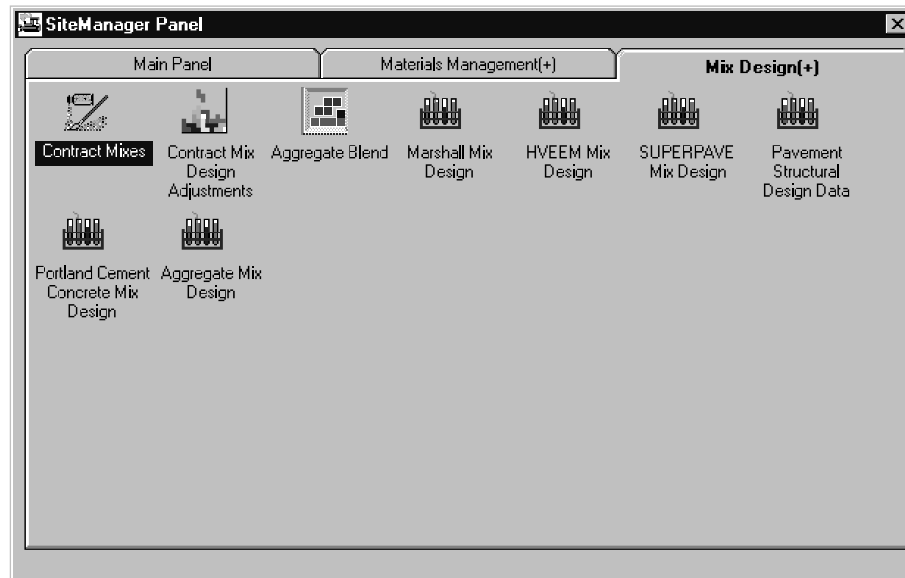 SiteManager Panel
Main Panel
Materials Management(+)
Mix Design(+)
Contract Mixes
Contract Mix
Design
Adjustments
Aggregate Blend
Marshall Mix
Design
HVEEM Mix
Design
SUPERPAVE
Mix Design
Pavement
Structural
Design Data
Portland Cement
Concrete Mix
Design
Aggregate Mix
Design